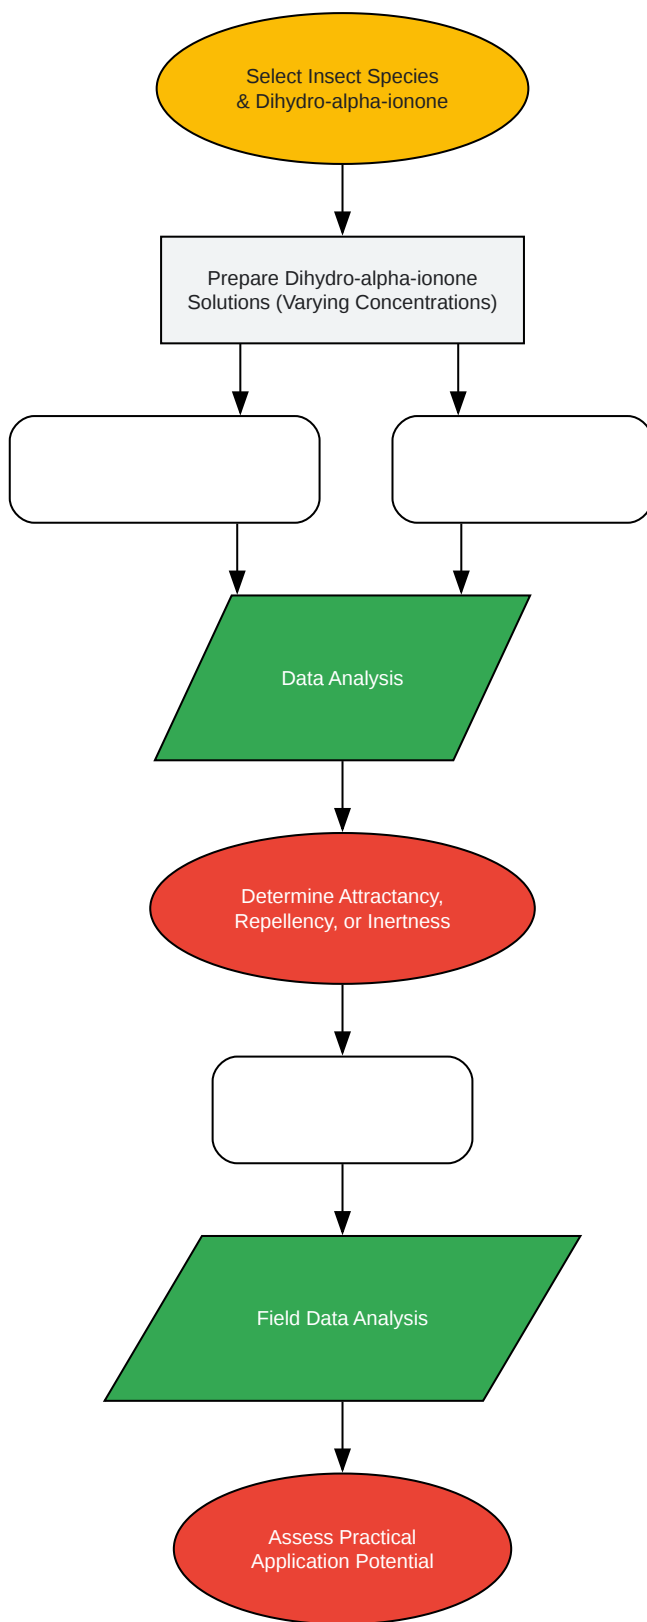 Select Insect Species
& Dihydro-alpha-ionone
Prepare Dihydro-alpha-ionone
Solutions (Varying Concentrations)
Data Analysis
Determine Attractancy,
Repellency, or Inertness
Field Data Analysis
Assess Practical
Application Potential